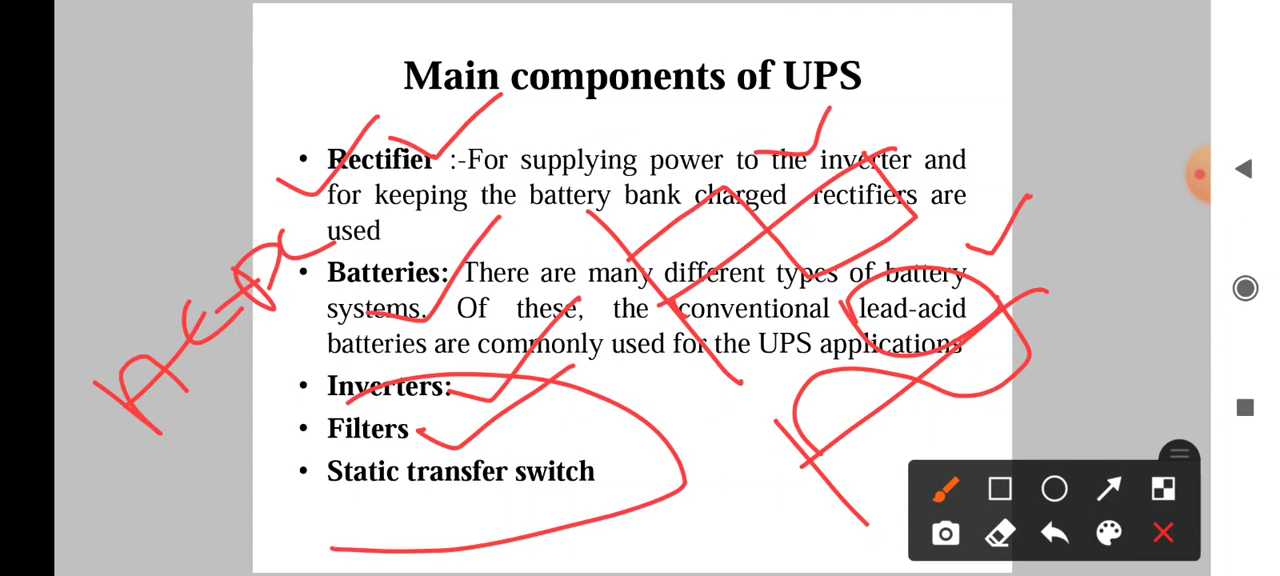 Main components of UPS
• Rectifier :-For supplying power to the inverter and
for keeping the battery bank charged rectifiers are
used
• Batteries: There are many different types of battery
systems. Of these, the conventional lead-acid
batteries are commonly used for the UPS applications
• Inverters:
• Filters
• Static transfer switch